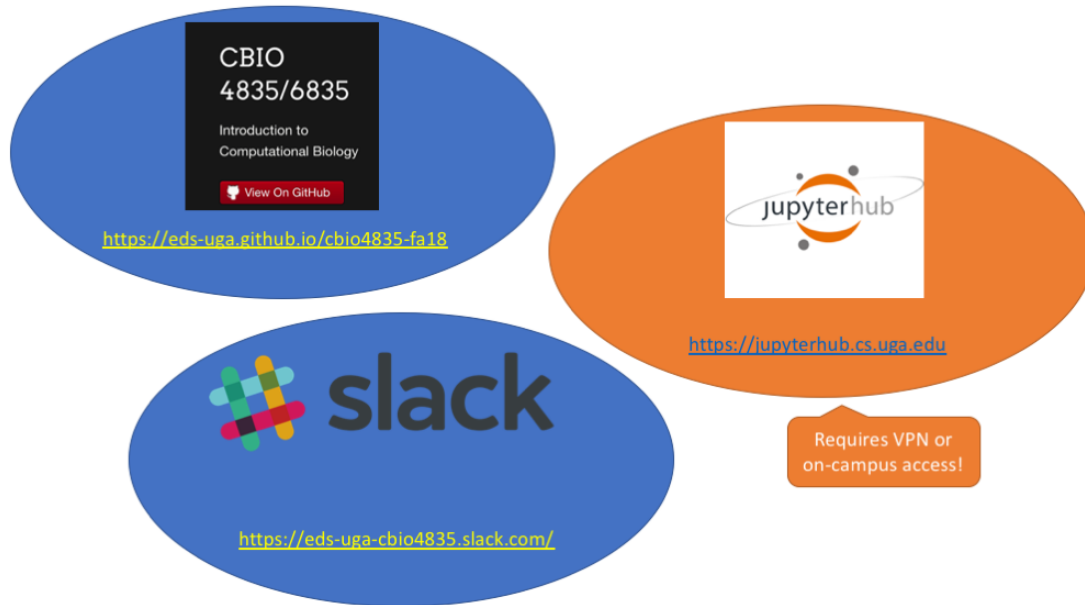 CBIO
4835/6835
Introduction to
Computational Biology
View On GitHub
https://eds-uga.github.io/cbio4835-fa18
jupyterhub
https://jupyterhub.cs.uga.edu
Requires VPN or
on-campus access!
slack
https://eds-uga-cbio4835.slack.com/